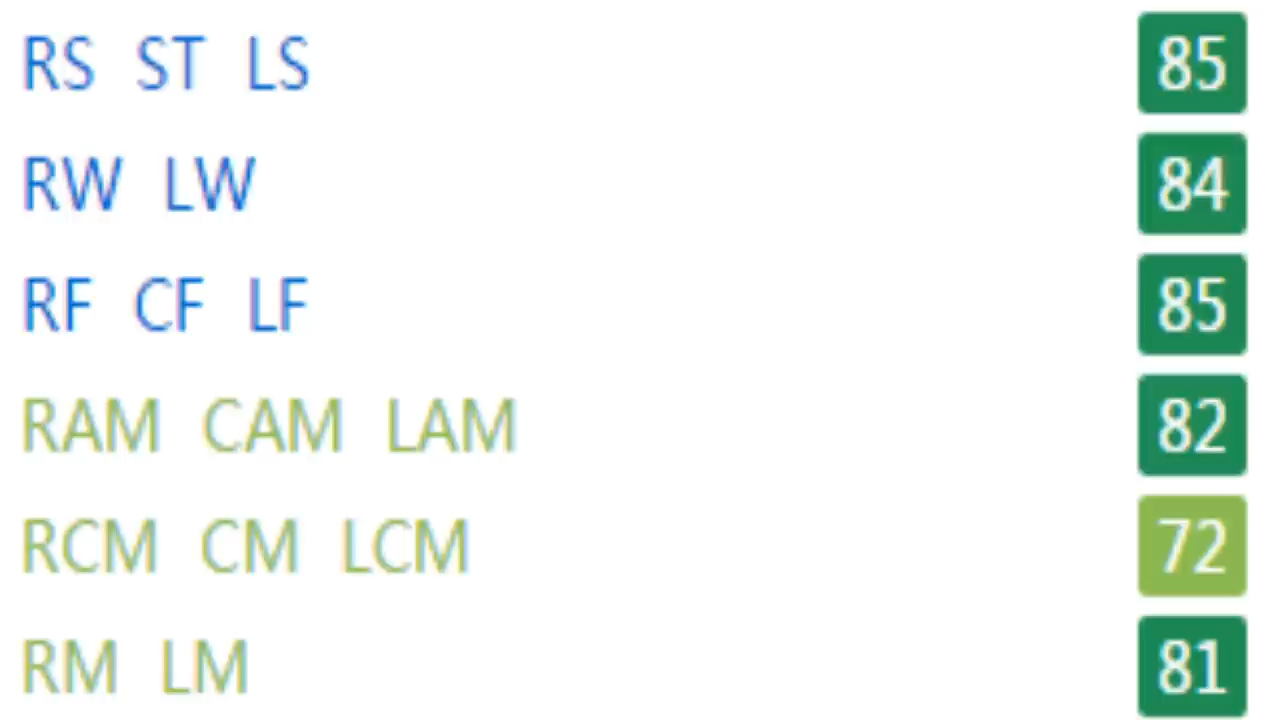 RS ST LS 85
RW LW 84
RF CF LF 85
RAM CAM LAM 82
RCM CM LCM 72
RM LM 81